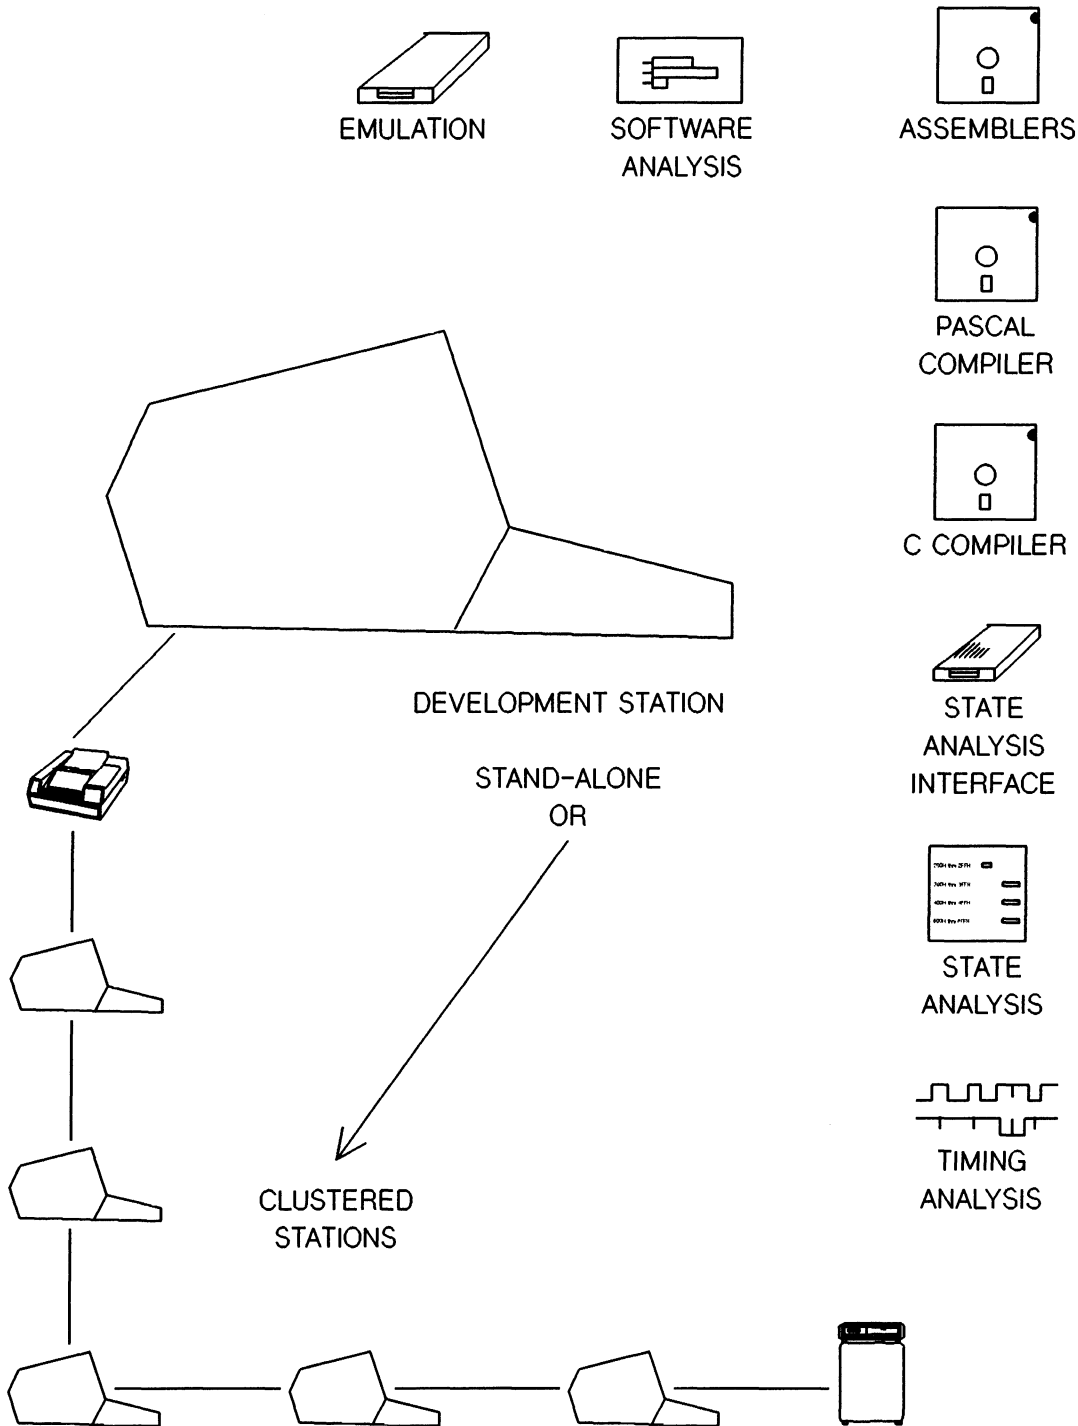 EMULATION
SOFTWARE
ANALYSIS
ASSEMBLERS
PASCAL
COMPILER
C COMPILER
DEVELOPMENT STATION
STAND-ALONE
OR
STATE
ANALYSIS
INTERFACE
STATE
ANALYSIS
TIMING
ANALYSIS
CLUSTERED
STATIONS